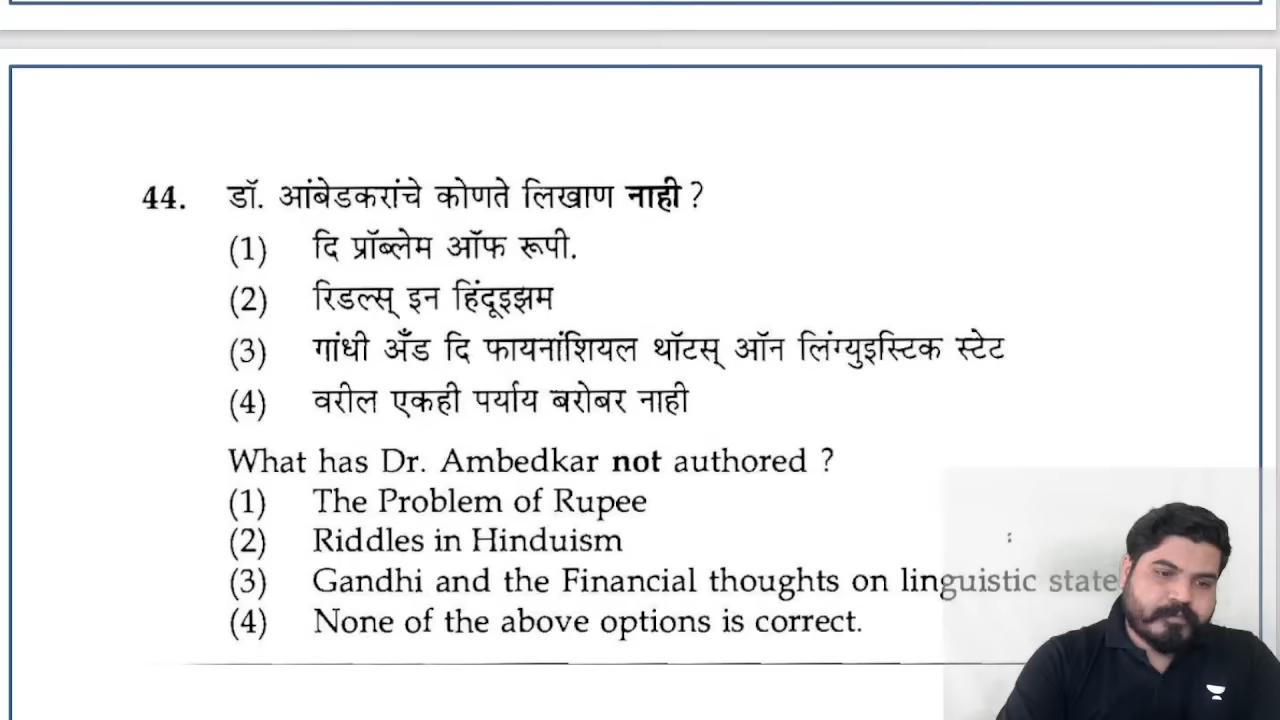 44. डॉ. आंबेडकरांचे कोणते लिखाण नाही ?
(1) दि प्रॉब्लेम ऑफ रूपी.
(2) रिडल्स् इन हिंदूइझम
(3) गांधी अँड दि फायनांशियल थॉटस् ऑन लिंग्युइस्टिक स्टेट
(4) वरील एकही पर्याय बरोबर नाही
What has Dr. Ambedkar not authored ?
(1) The Problem of Rupee
(2) Riddles in Hinduism
(3) Gandhi and the Financial thoughts on linguistic state
(4) None of the above options is correct.